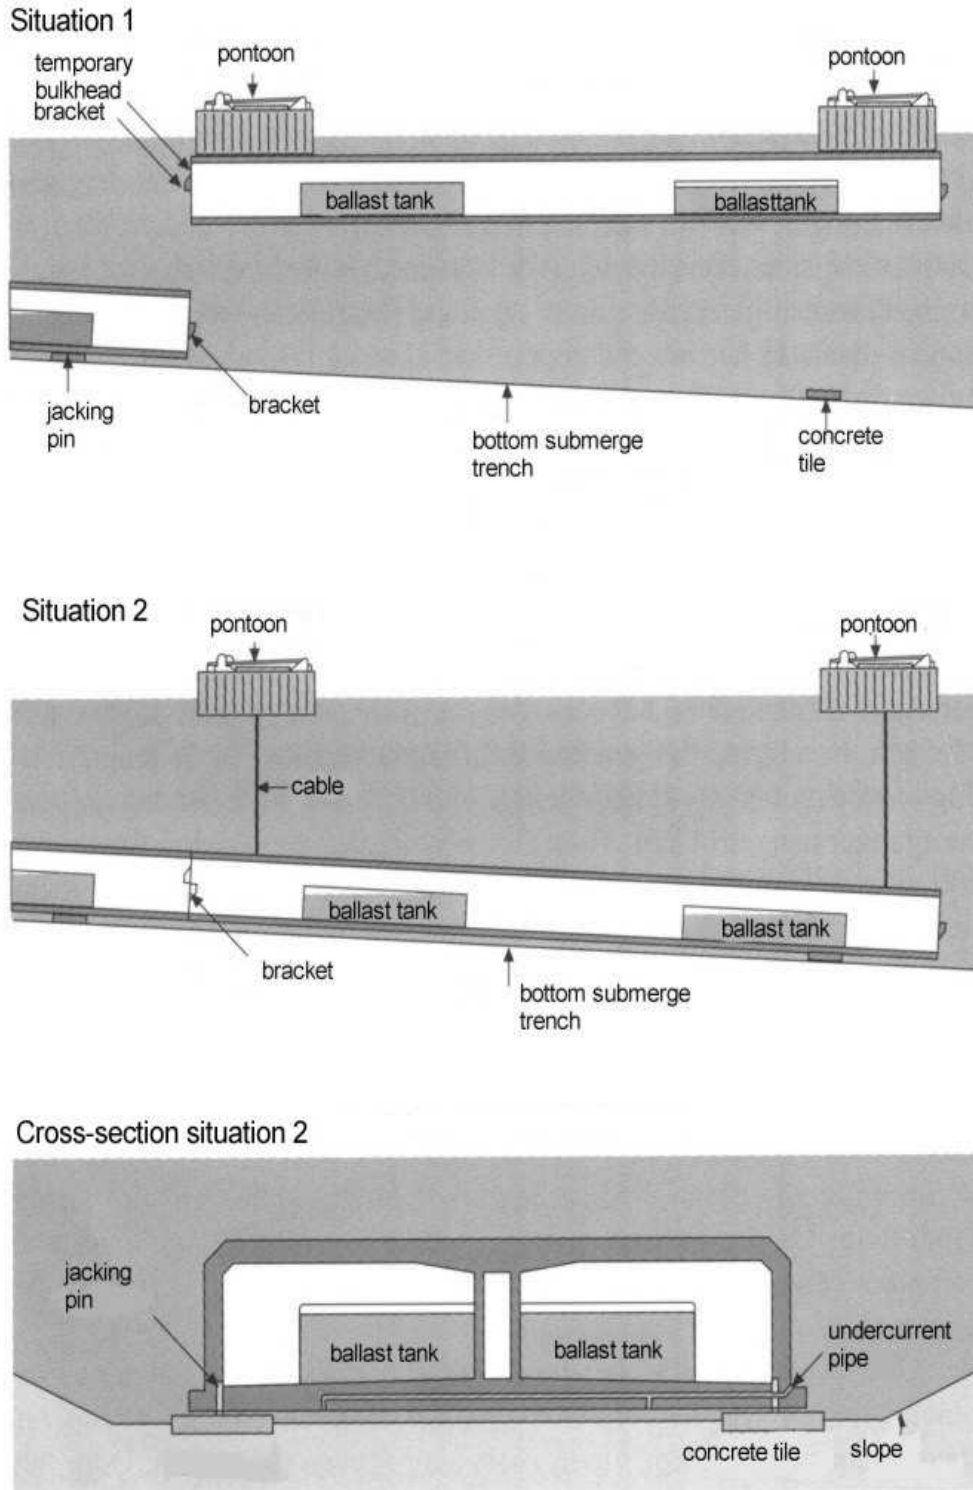 Situation 1
temporary
bulkhead
bracket
pontoon
pontoon
ballast tank
ballasttank
jacking
pin
bracket
bottom submerge
trench
concrete
tile
Situation 2
pontoon
pontoon
cable
ballast tank
ballast tank
bracket
bottom submerge
trench
Cross-section situation 2
jacking
pin
ballast tank
ballast tank
undercurrent
pipe
concrete tile
slope